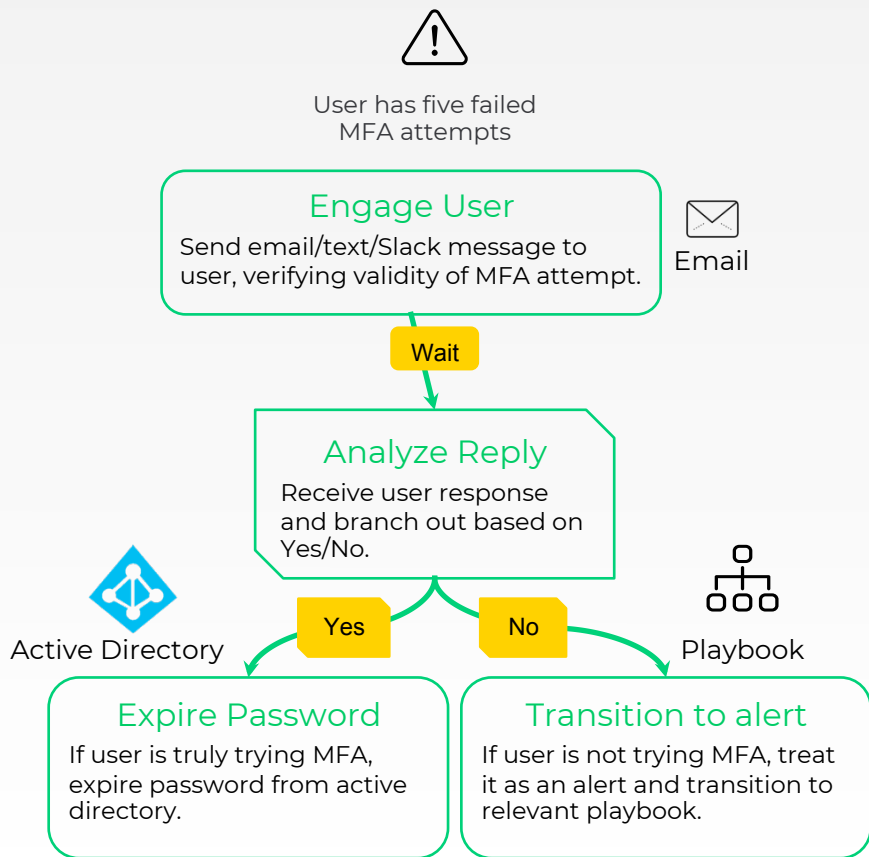 User has five failed
MFA attempts
Engage User
Send email/text/Slack message to
user, verifying validity of MFA attempt.
Email
Wait
Analyze Reply
Receive user response
and branch out based on
Yes/No.
Yes
No
Active Directory
Playbook
Expire Password
If user is truly trying MFA,
expire password from active
directory.
Transition to alert
If user is not trying MFA, treat
it as an alert and transition to
relevant playbook.